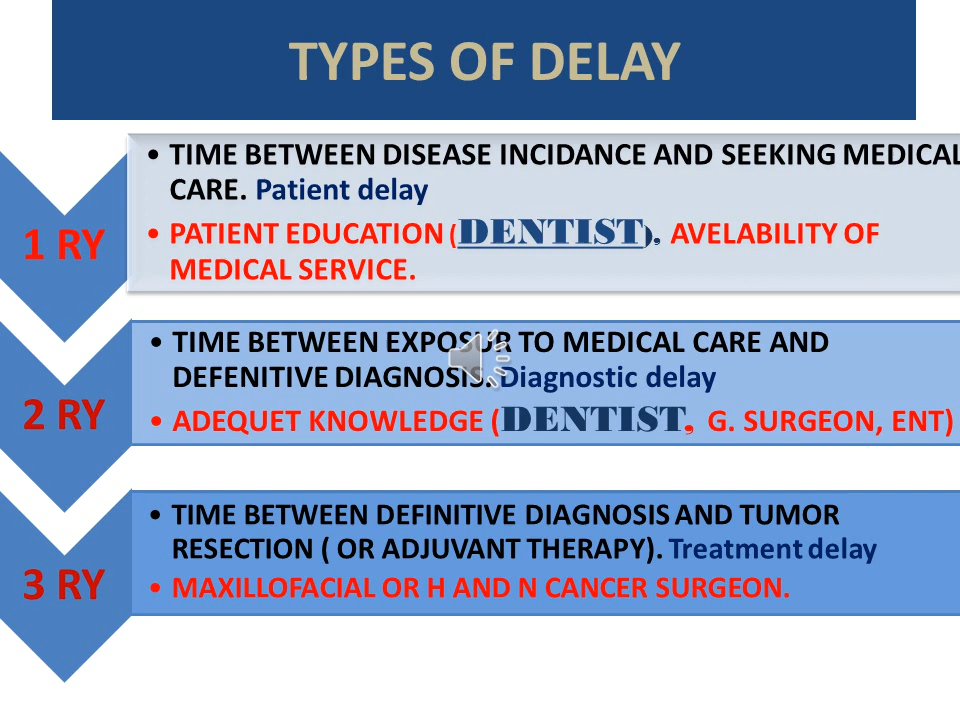 TYPES OF DELAY
1 RY
• TIME BETWEEN DISEASE INCIDANCE AND SEEKING MEDICAL
CARE. Patient delay
• PATIENT EDUCATION (DENTIST), AVELABILITY OF
MEDICAL SERVICE.
2 RY
• TIME BETWEEN EXPOSUR TO MEDICAL CARE AND
DEFENITIVE DIAGNOSIS. Diagnostic delay
• ADEQUET KNOWLEDGE (DENTIST, G. SURGEON, ENT)
3 RY
• TIME BETWEEN DEFINITIVE DIAGNOSIS AND TUMOR
RESECTION ( OR ADJUVANT THERAPY). Treatment delay
• MAXILLOFACIAL OR H AND N CANCER SURGEON.